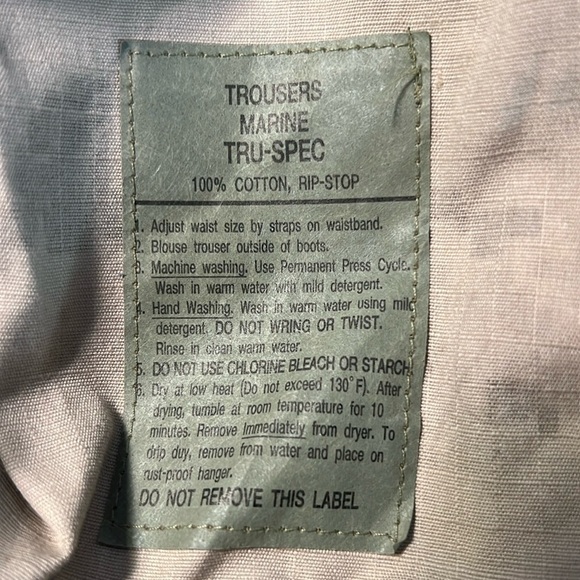 TROUSERS
MARINE
TRU-SPEC
100% COTTON, RIP-STOP
1. Adjust waist size by straps on waistband.
2. Blouse trouser outside of boots.
3. Machine washing. Use Permanent Press Cycle.
Wash in warm water with mild detergent.
4. Hand Washing. Wash in warm water using mild
detergent. DO NOT WRING OR TWIST.
Rinse in clean warm water.
5. DO NOT USE CHLORINE BLEACH OR STARCH!
6. Dry at low heat (Do not exceed 130°F). After
drying, tumble at room temperature for 10
minutes. Remove Immediately from dryer. To
drip duy, remove from water and place on
rust-proof hanger.
DO NOT REMOVE THIS LABEL